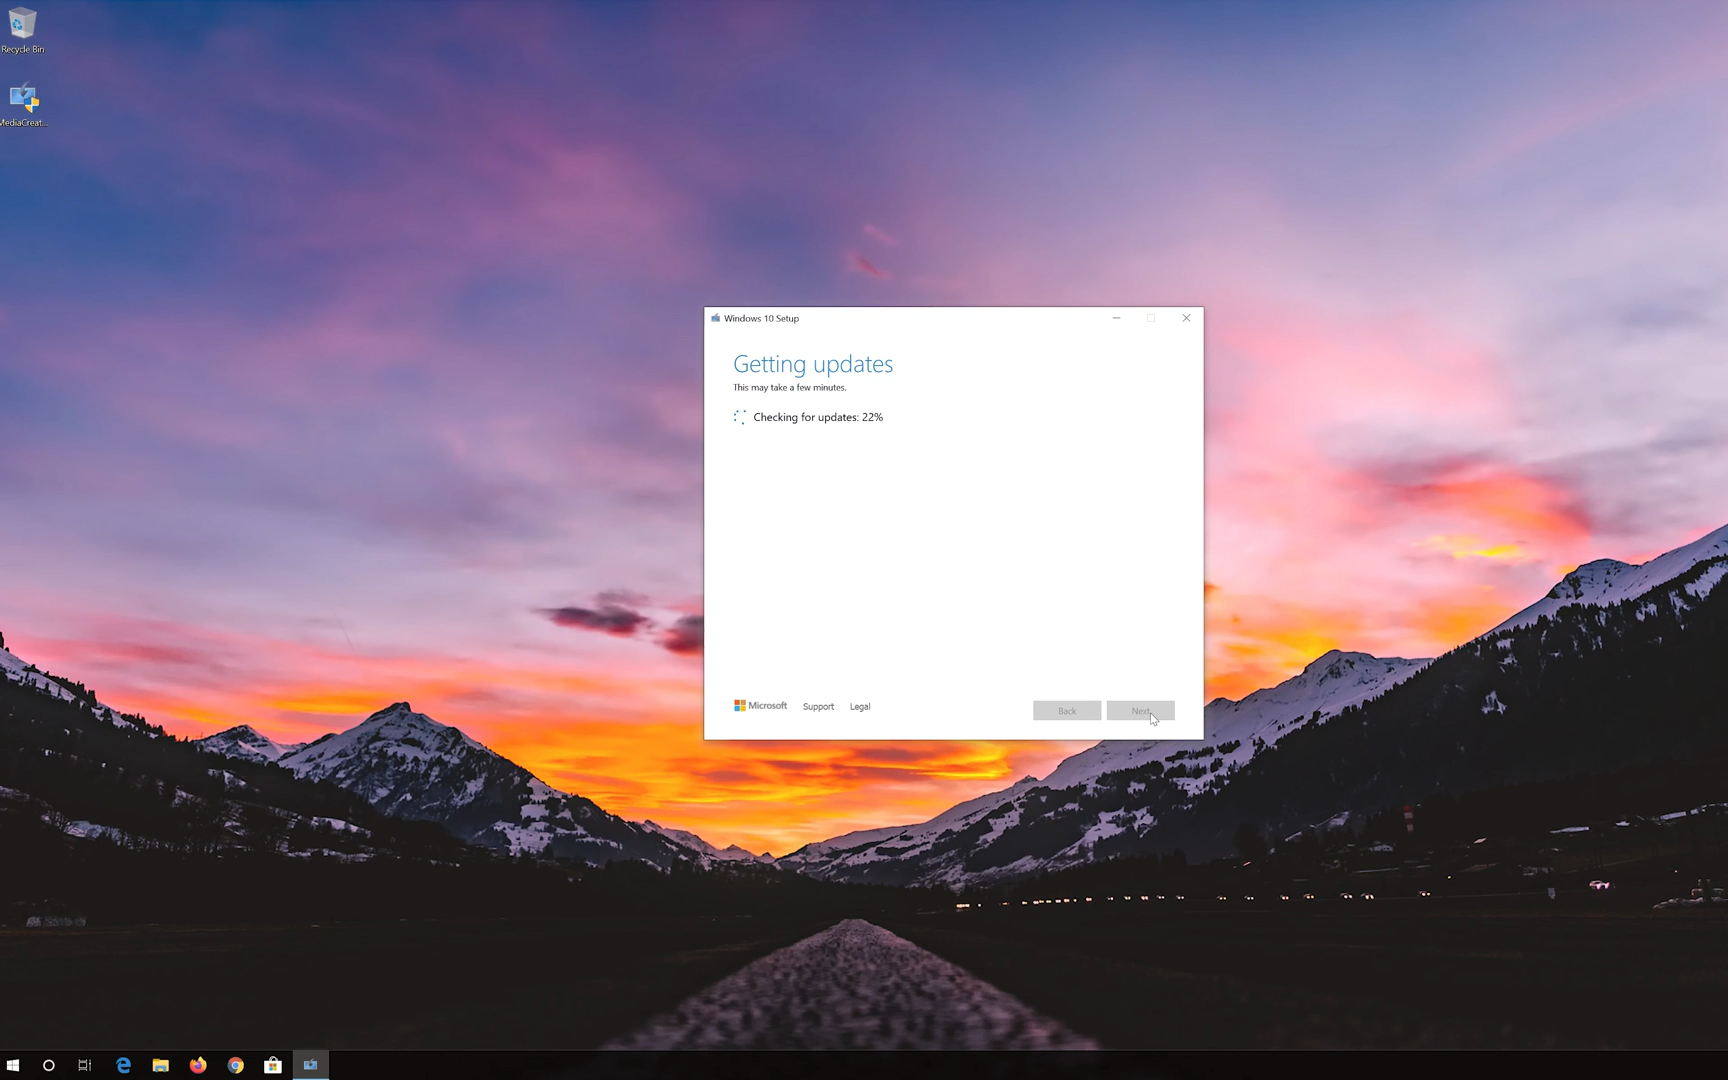 Recycle Bin
MediaCreat...
Windows 10 Setup
Getting updates
This may take a few minutes.
Checking for updates: 22%
Microsoft
Support
Legal
Back
Next